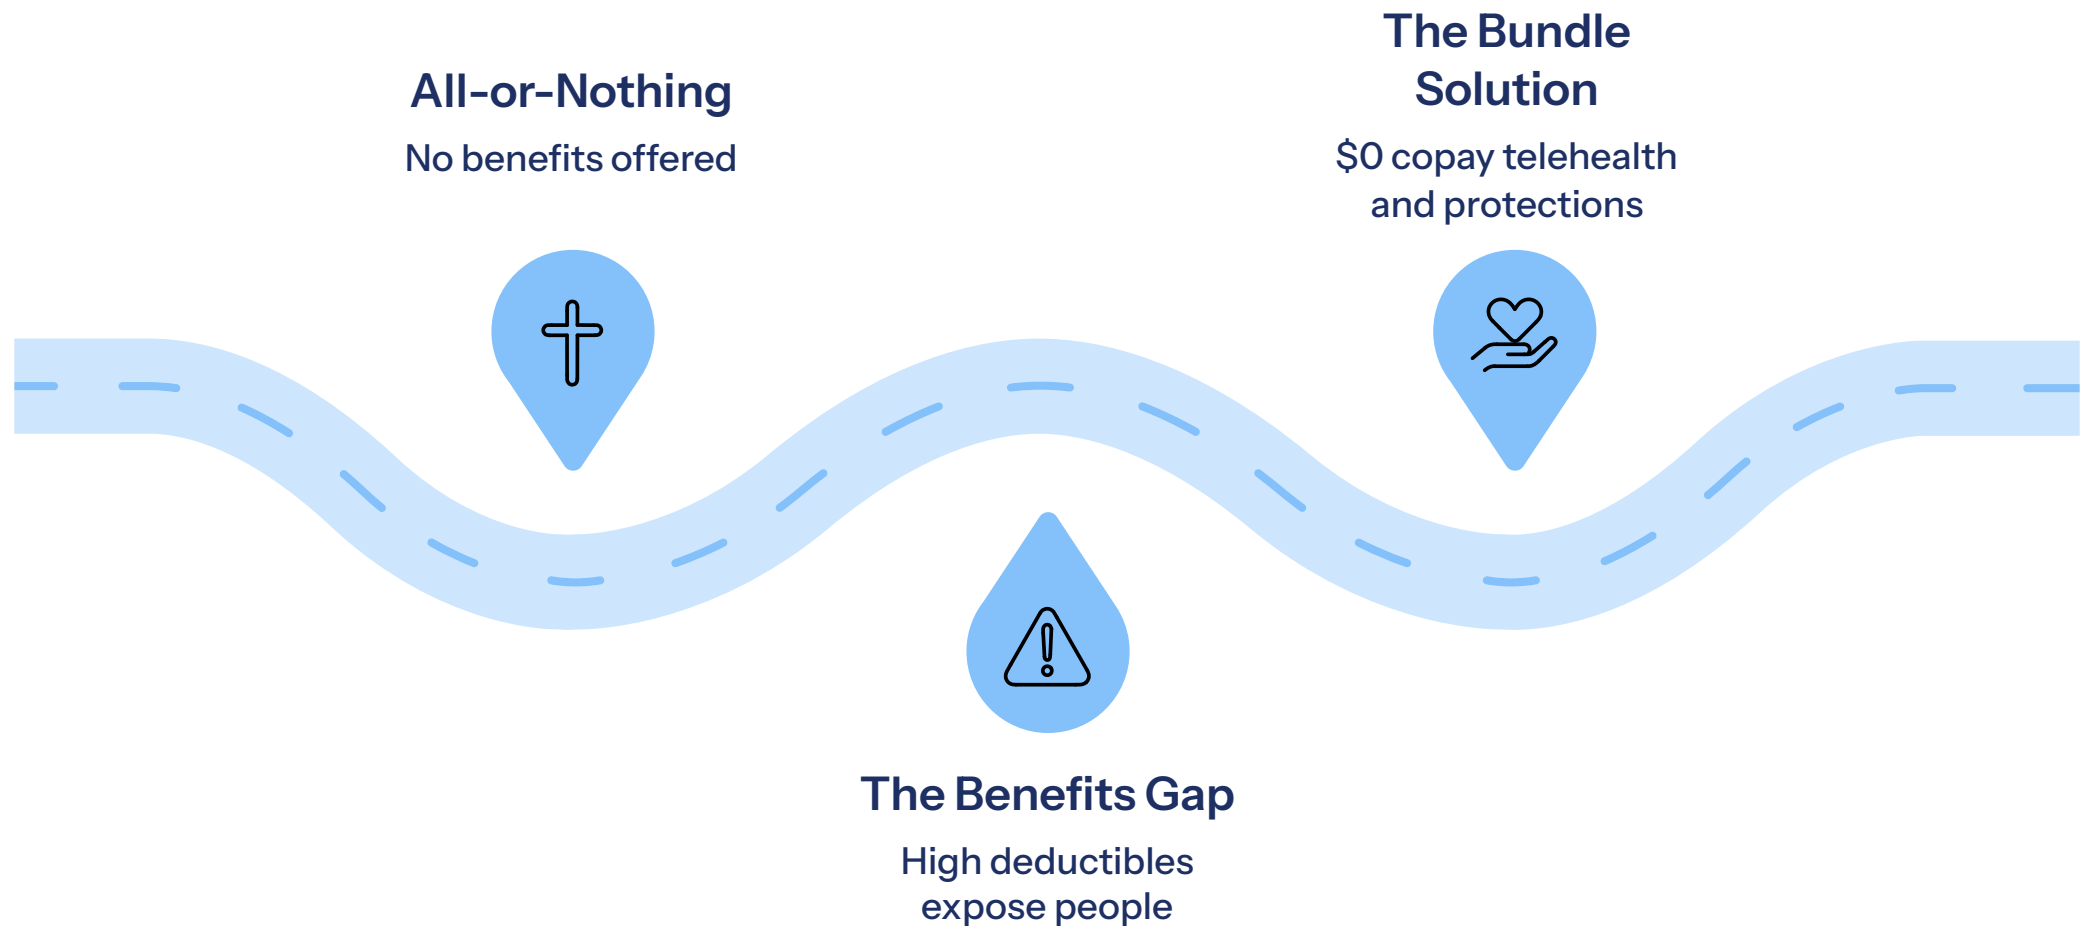 All-or-Nothing
No benefits offered
The Benefits Gap
High deductibles
expose people
The Bundle
Solution
$0 copay telehealth
and protections